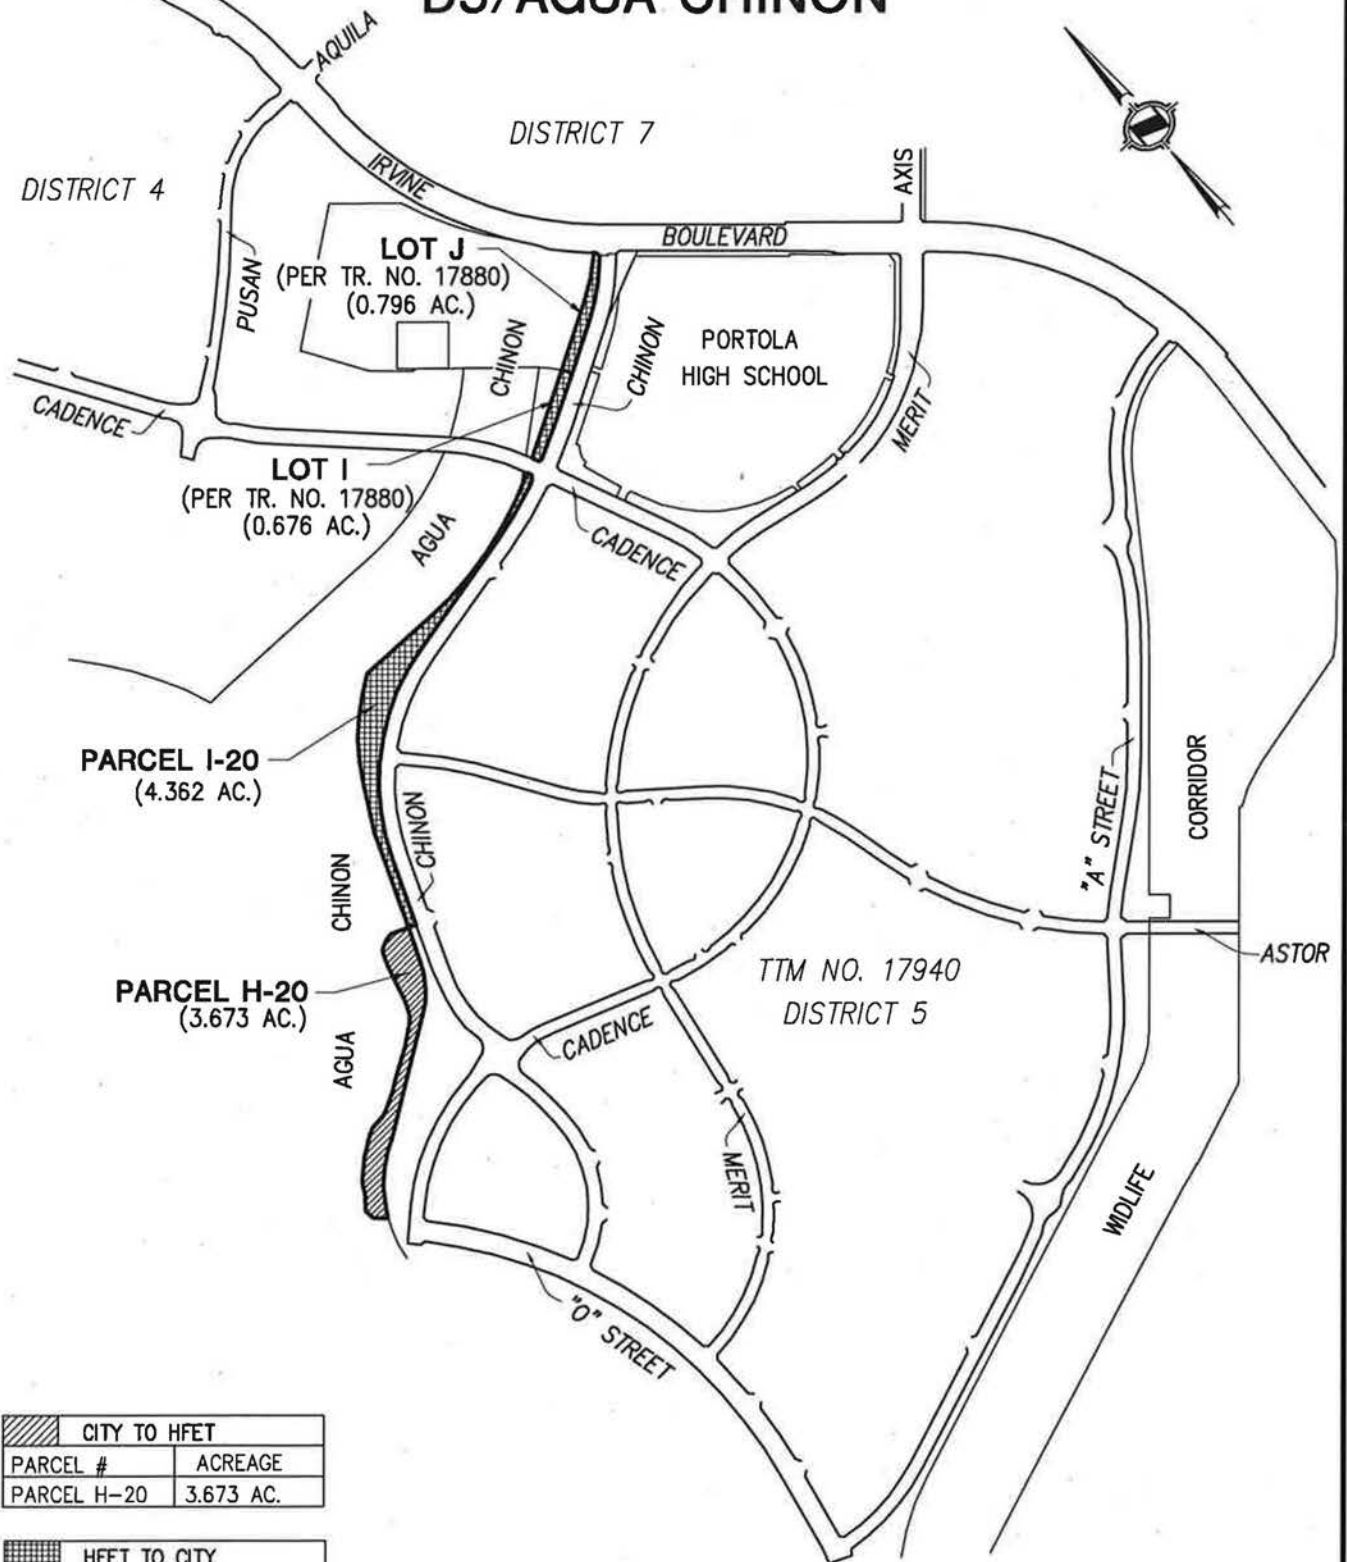 D5/AGUA CHINON
AQUILA
DISTRICT 7
DISTRICT 4
IRVINE
BOULEVARD
AXIS
LOT J
(PER TR. NO. 17880)
(0.796 AC.)
PUSAN
CHINON
CHINON
PORTOLA
HIGH SCHOOL
MERIT
CADENCE
LOT I
(PER TR. NO. 17880)
(0.676 AC.)
AGUA
CADENCE
PARCEL I-20
(4.362 AC.)
CHINON
CHINON
"A" STREET
CORRIDOR
ASTOR
PARCEL H-20
(3.673 AC.)
AGUA
CADENCE
TTM NO. 17940
DISTRICT 5
MERIT
WIDLIFE
"O" STREET
CITY TO HFET
PARCEL # ACREAGE
PARCEL H-20 3.673 AC.
HFET TO CITY